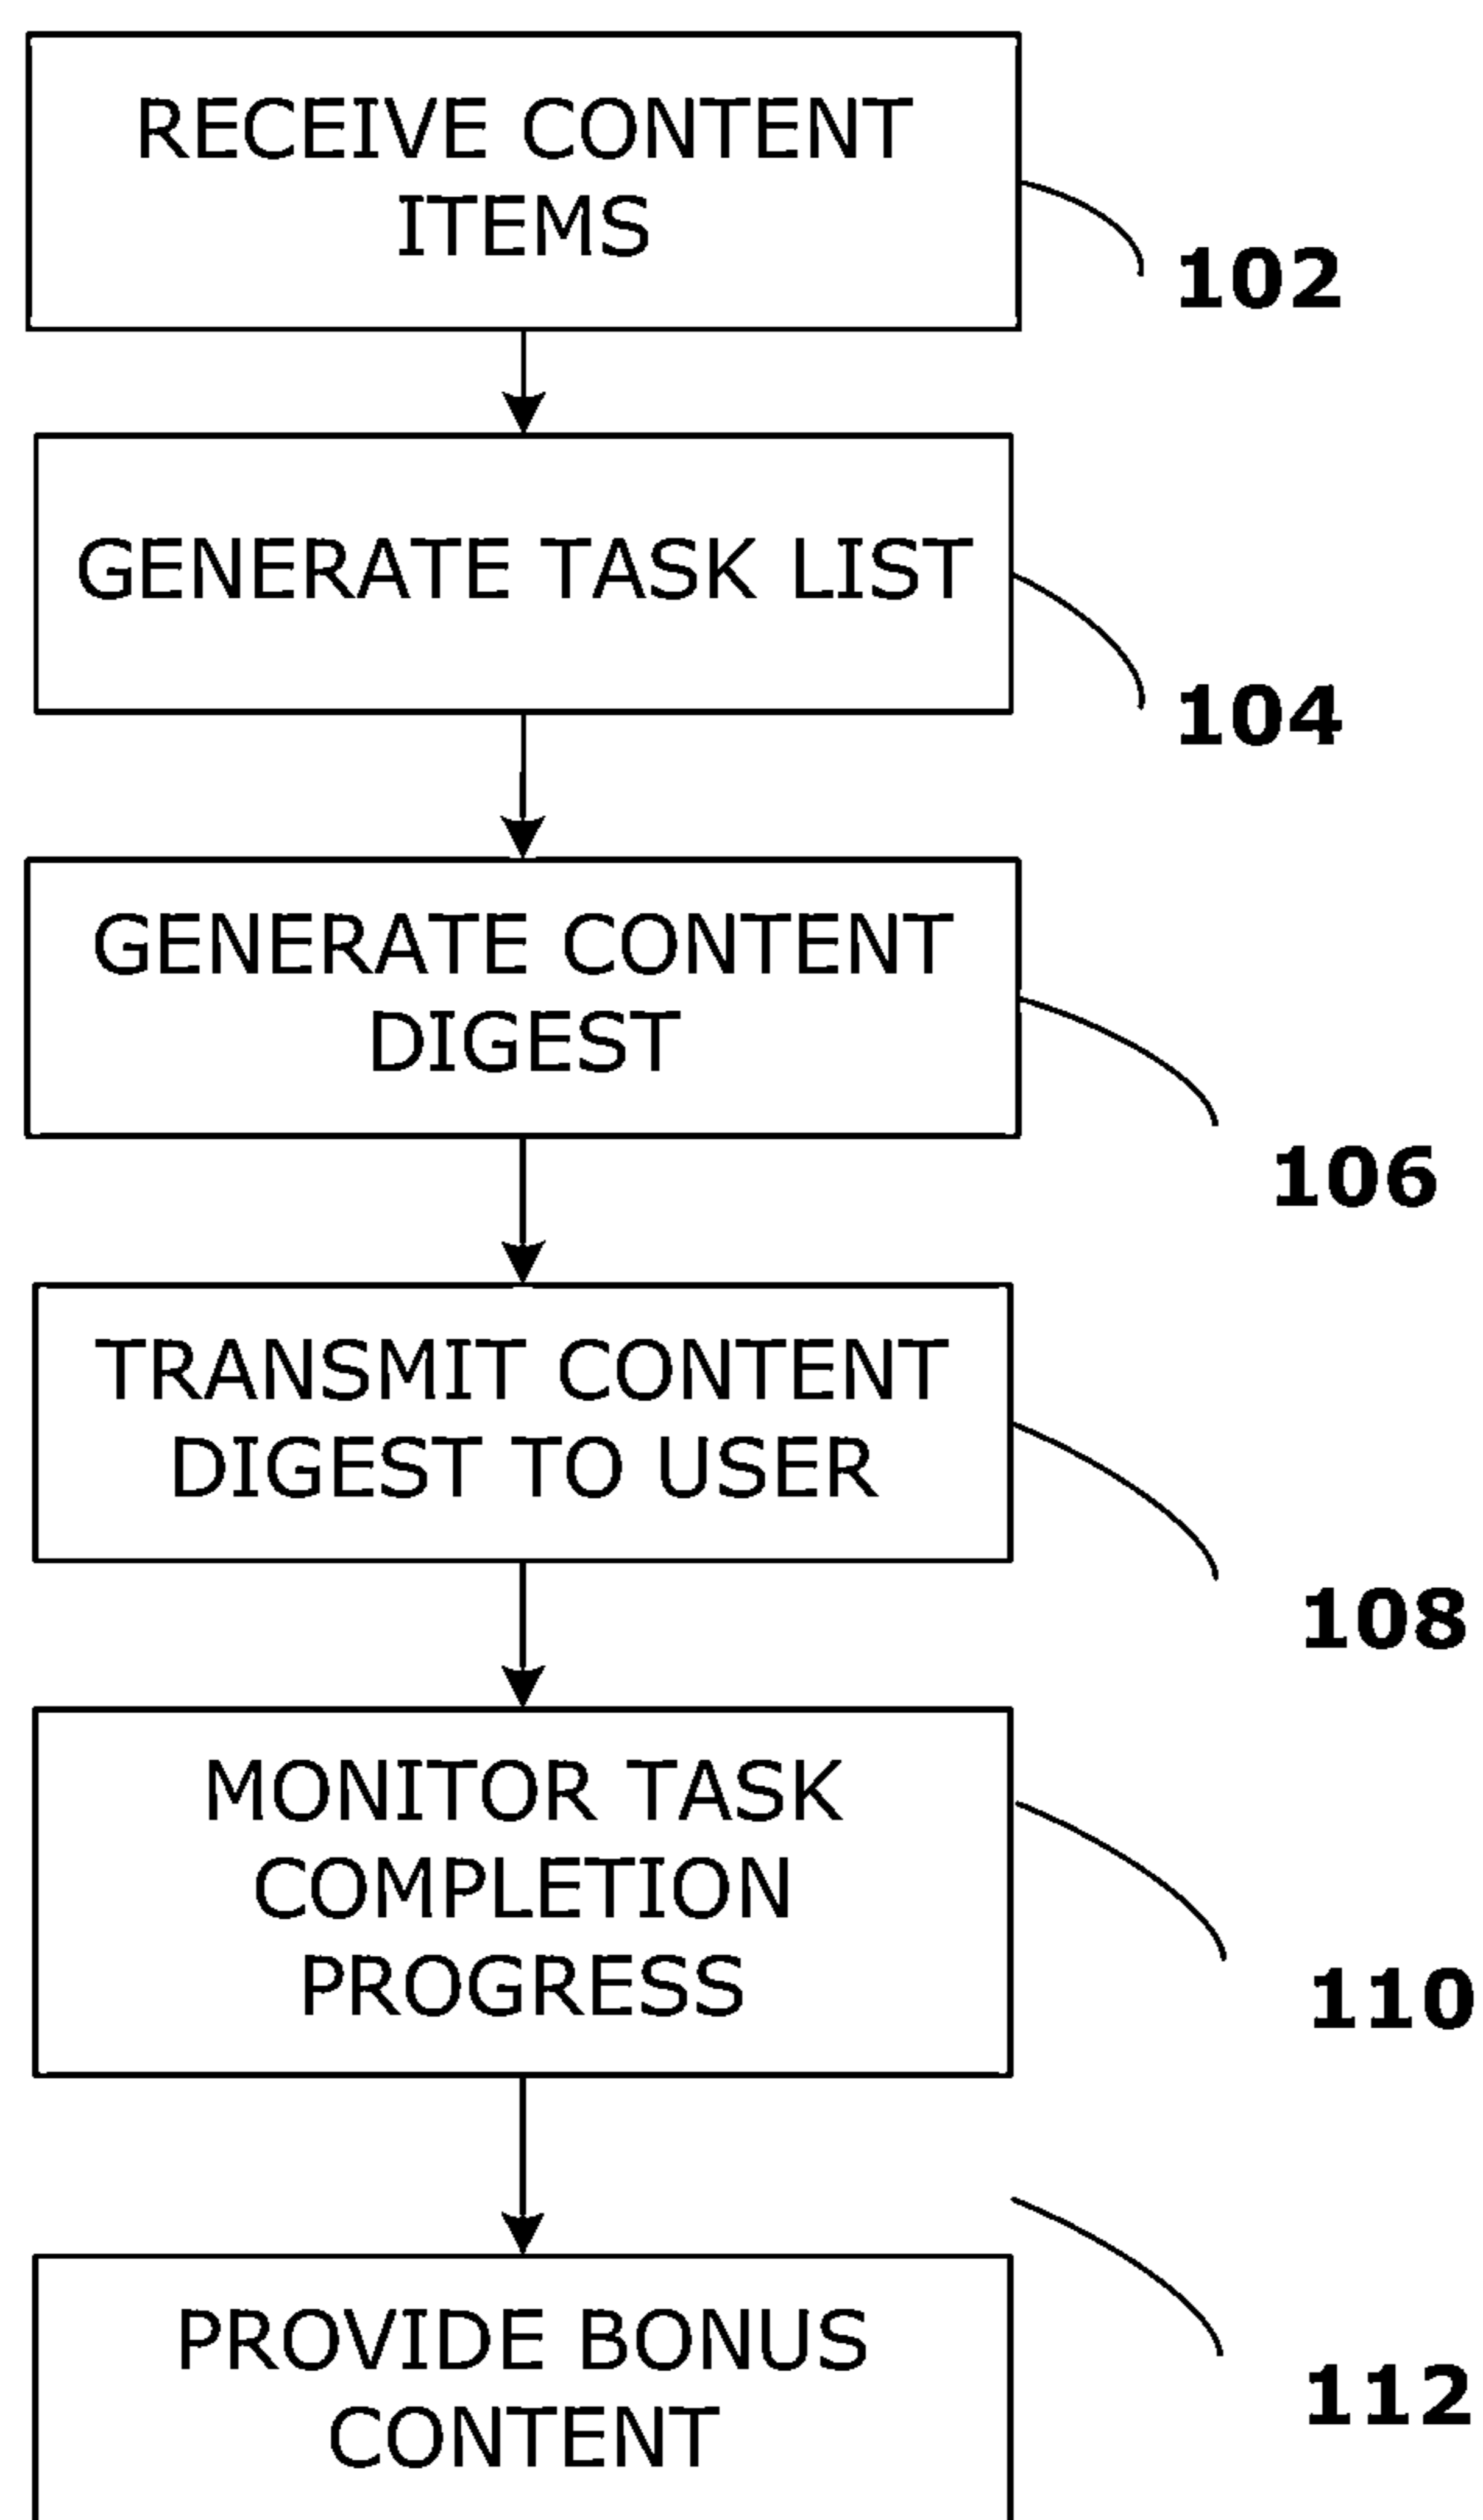 RECEIVE CONTENT
ITEMS
102
GENERATE TASK LIST
104
GENERATE CONTENT
DIGEST
106
TRANSMIT CONTENT
DIGEST TO USER
108
MONITOR TASK
COMPLETION
PROGRESS
110
PROVIDE BONUS
CONTENT
112